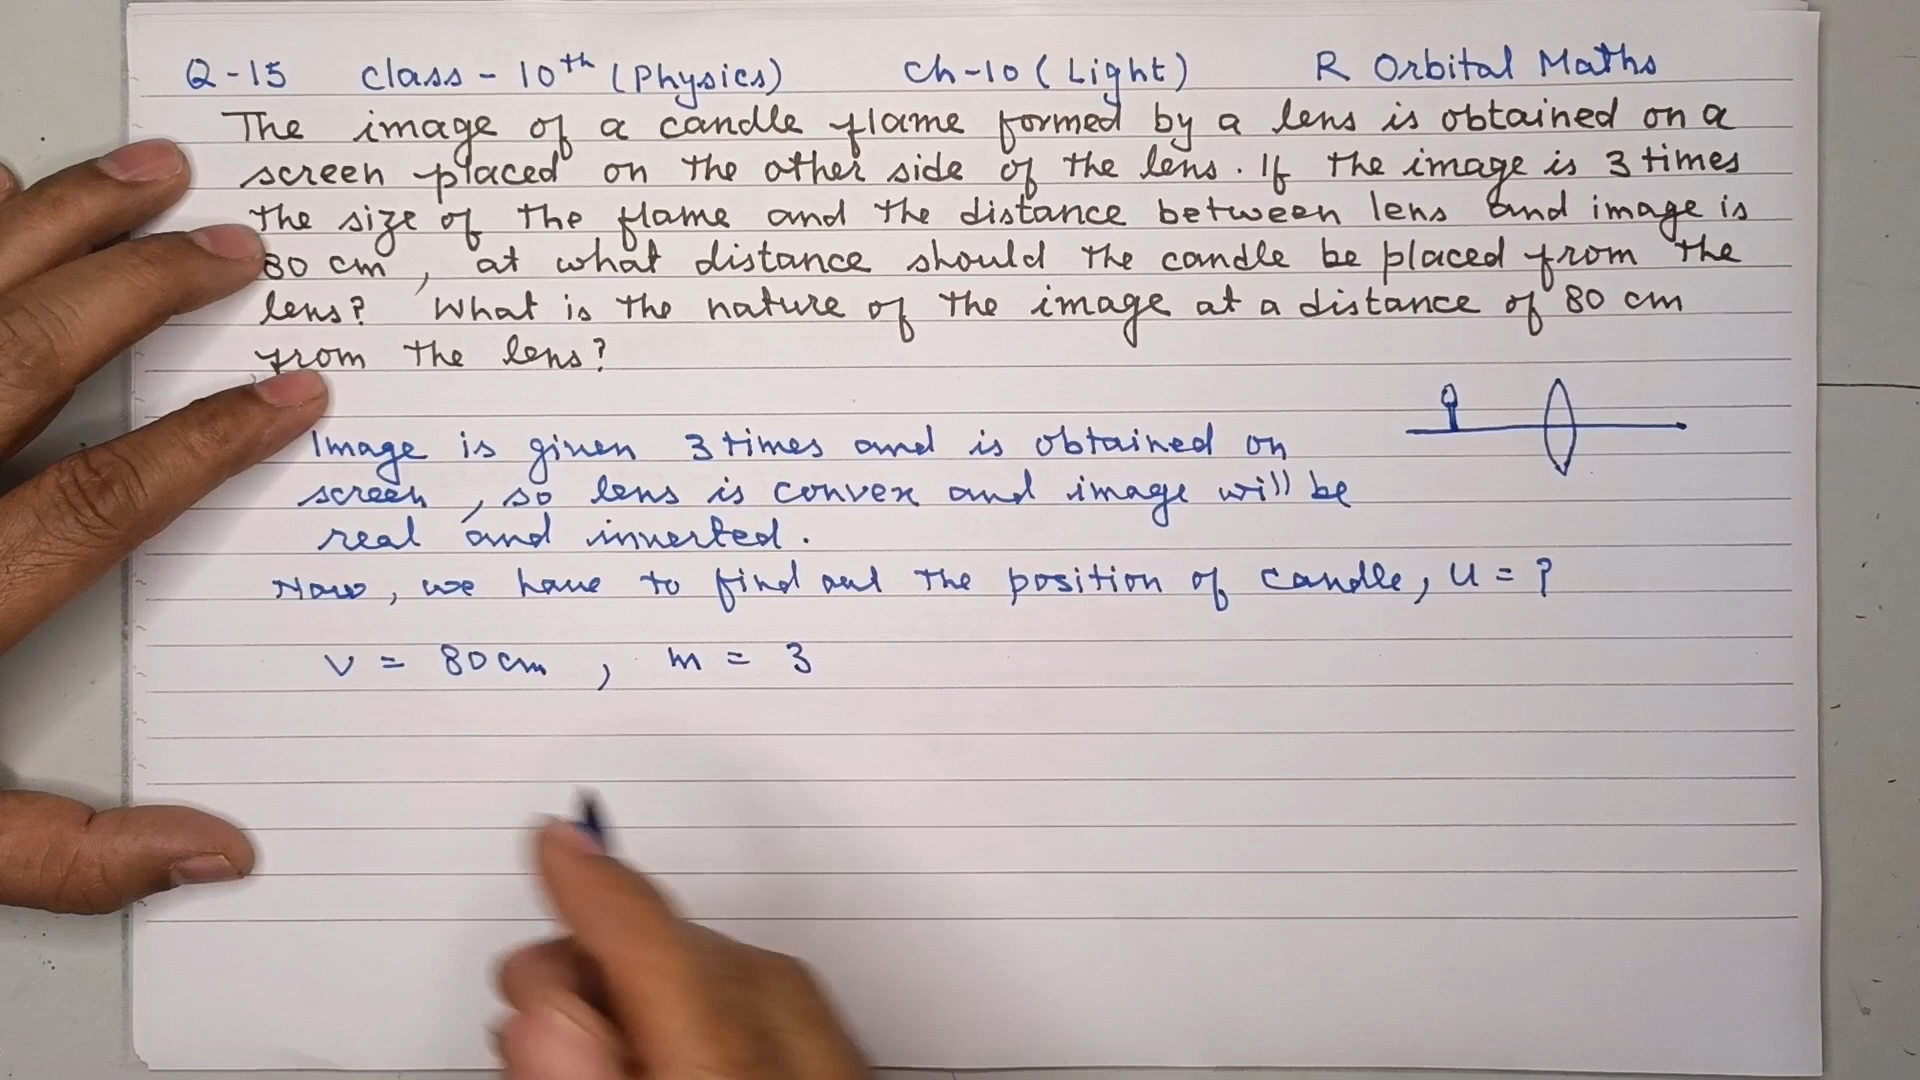 Q-15 Class - 10th (Physics) Ch-10 (Light) R Orbital Maths
The image of a candle flame formed by a lens is obtained on a
screen placed on the other side of the lens. If the image is 3 times
the size of the flame and the distance between lens and image is
80 cm, at what distance should the candle be placed from the
lens? What is the nature of the image at a distance of 80 cm
from the lens?
Image is given 3 times and is obtained on
screen, so lens is convex and image will be
real and inverted.
Now, we have to find out the position of candle, u = ?
v = 80 cm, m = 3